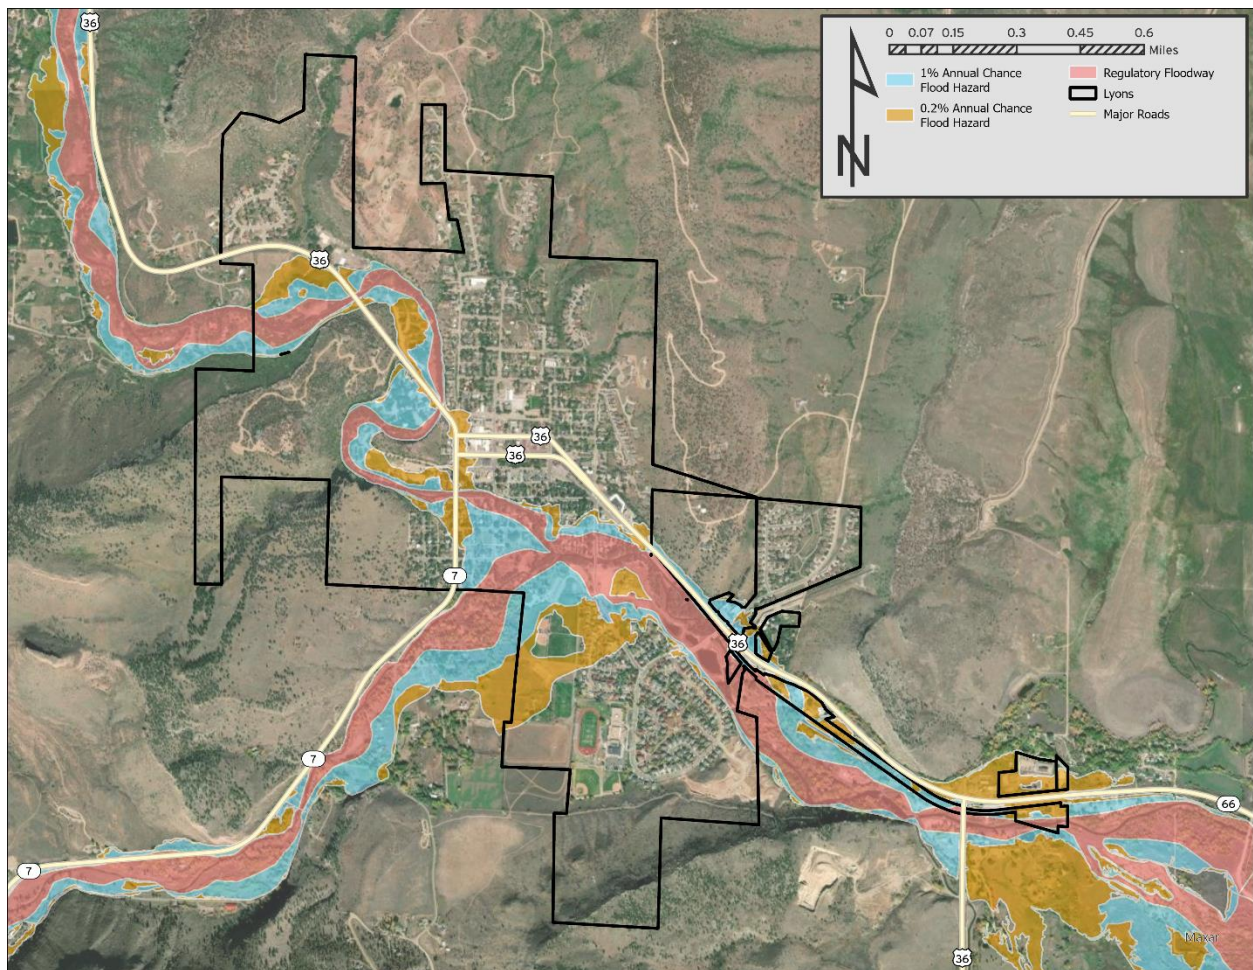 36
0 0.07 0.15 0.3 0.45 0.6
Miles
1% Annual Chance
Flood Hazard
0.2% Annual Chance
Flood Hazard
Regulatory Floodway
Lyons
Major Roads
N
36
36
36
7
36
7
66
7
36
Maxar